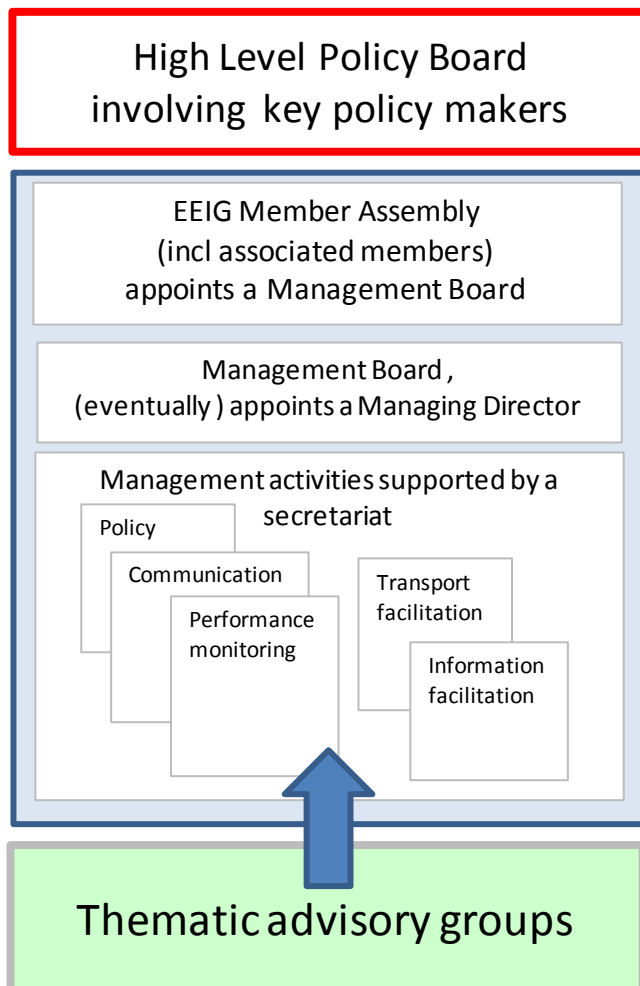 High Level Policy Board
involving key policy makers
EEIG Member Assembly
(incl associated members)
appoints a Management Board
Management Board ,
(eventually ) appoints a Managing Director
Management activities supported by a
secretariat
Policy
Communication
Performance
monitoring
Transport
facilitation
Information
facilitation
Thematic advisory groups